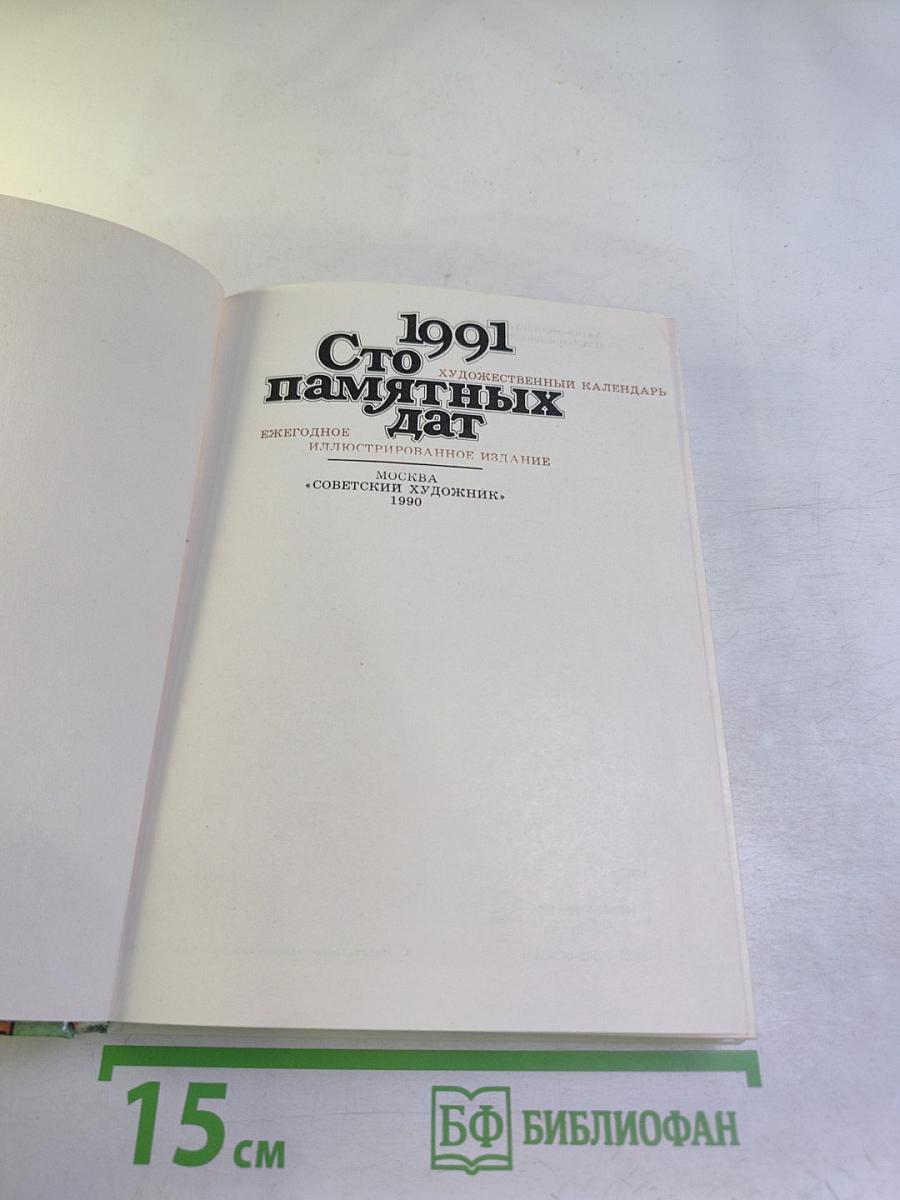 1991
Сто
ХУДОЖЕСТВЕННЫЙ КАЛЕНДАРЬ
памятных
дат
ЕЖЕГОДНОЕ
ИЛЛЮСТРИРОВАННОЕ ИЗДАНИЕ
МОСКВА
«СОВЕТСКИЙ ХУДОЖНИК»
1990
15 см
БФ БИБЛИОФАН